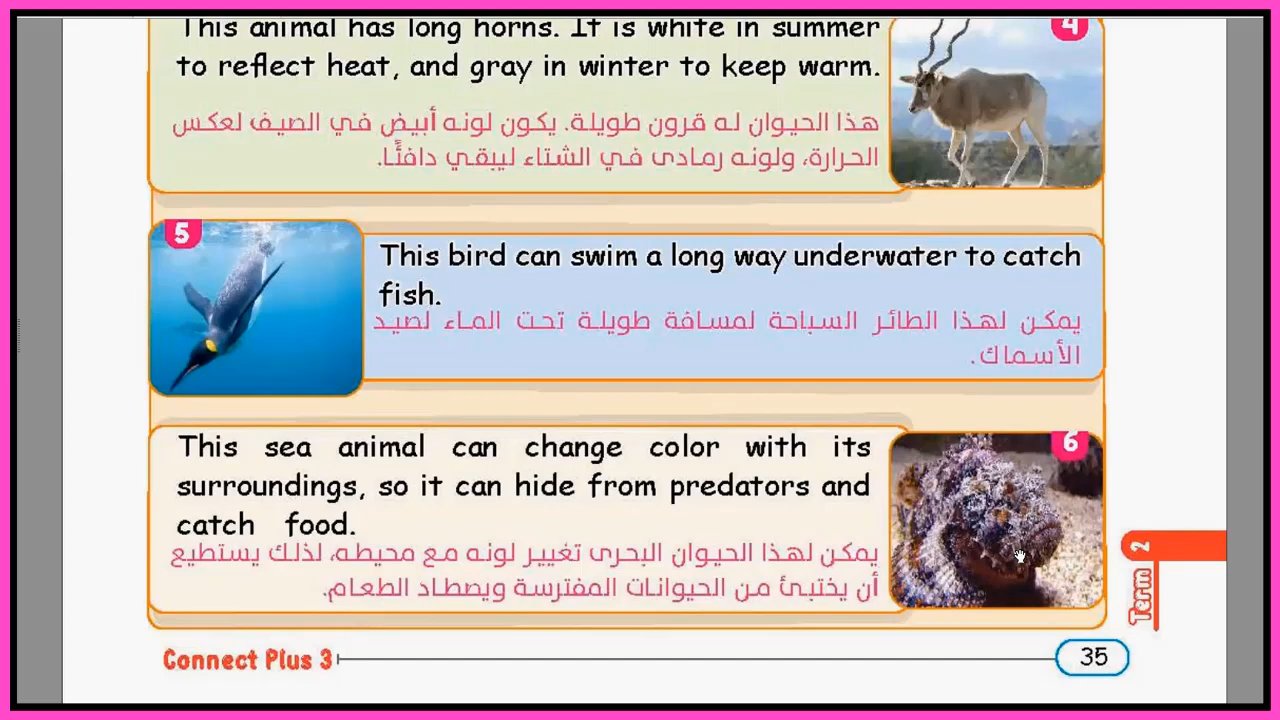 This animal has long horns. It is white in summer
to reflect heat, and gray in winter to keep warm.
هذا الحيوان له قرون طويلة. يكون لونه أبيض في الصيف لعكس
الحرارة، ولونه رمادى في الشتاء ليبقي دافئًا.
4
5
This bird can swim a long way underwater to catch
fish.
يمكن لهذا الطائر السباحة لمسافة طويلة تحت الماء لصيد
الأسماك.
This sea animal can change color with its
surroundings, so it can hide from predators and
catch food.
يمكن لهذا الحيوان البحرى تغيير لونه مع محيطه، لذلك يستطيع
أن يختبئ من الحيوانات المفترسة ويصطاد الطعام.
6
Term 2
Connect Plus 3
35